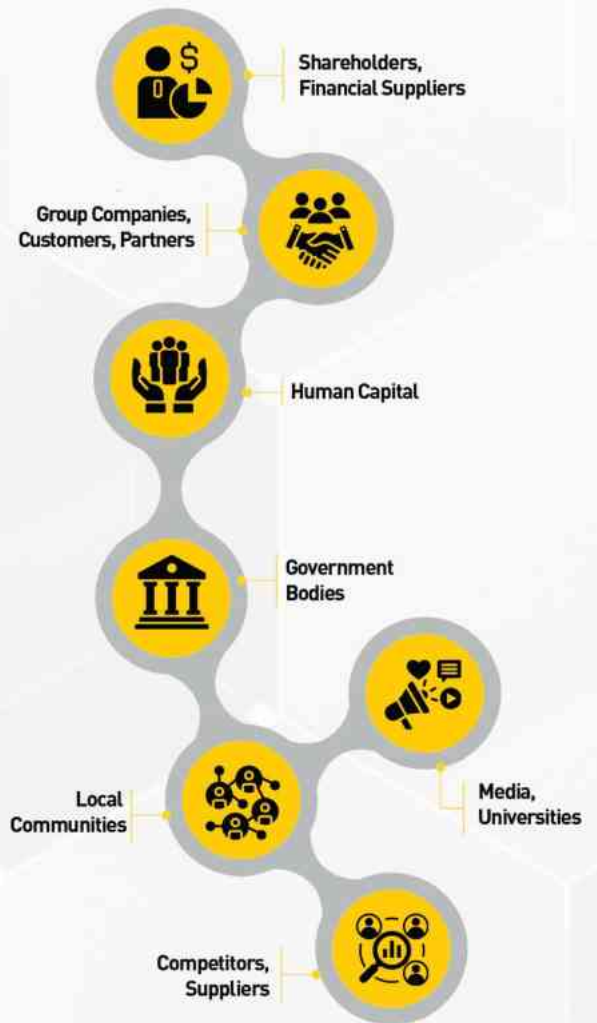 Shareholders,
Financial Suppliers
Group Companies,
Customers, Partners
Human Capital
Government
Bodies
Media,
Universities
Local
Communities
Competitors,
Suppliers